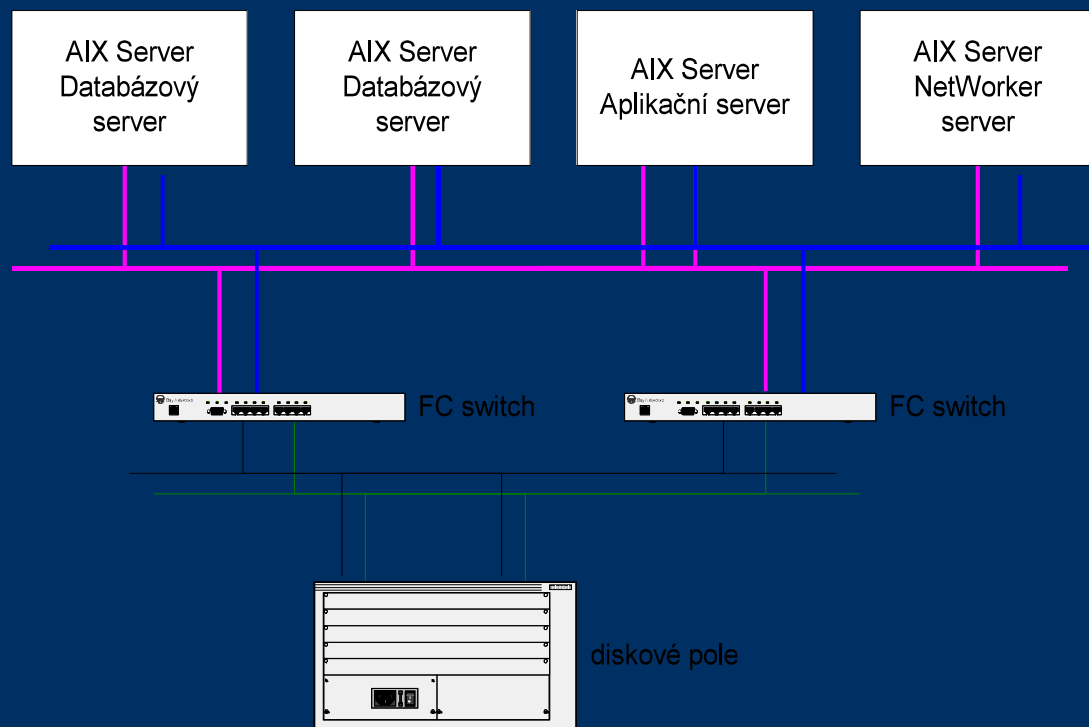 AIX Server
Databázový
server
AIX Server
Databázový
server
AIX Server
Aplikační server
AIX Server
NetWorker
server
FC switch
FC switch
diskové pole